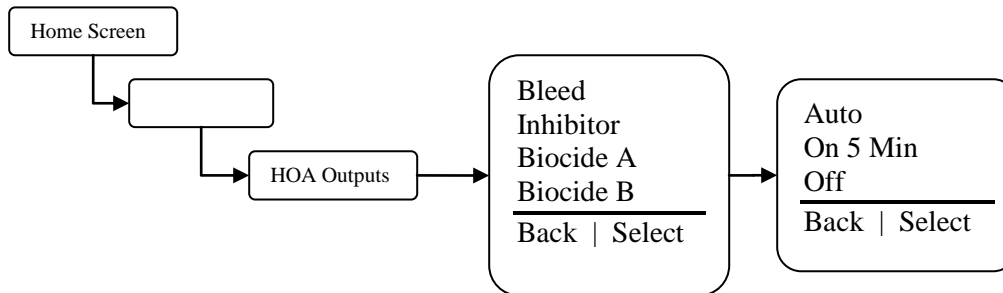 Home Screen
HOA Outputs
Bleed
Inhibitor
Biocide A
Biocide B
Back | Select
Auto
On 5 Min
Off
Back | Select